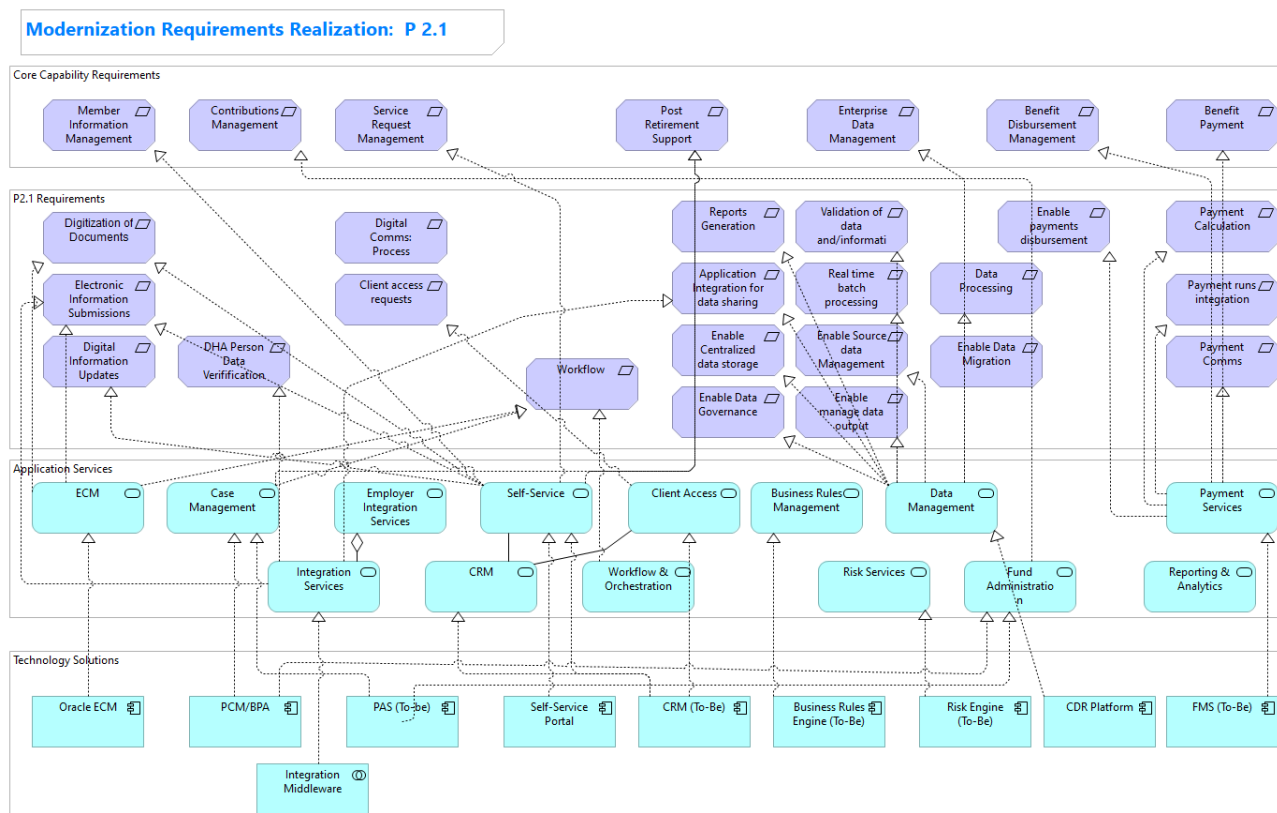 Modernization Requirements Realization:  P 2.1
Core Capability Requirements
Member
Information
Management
Contributions
Management
Service
Request
Management
Post
Retirement
Support
Enterprise
Data
Management
Benefit
Disbursement
Management
Benefit
Payment
P2.1 Requirements
Digitization of
Documents
Digital
Comms:
Process
Reports
Generation
Validation of
data
and/informati
Enable
payments
disbursement
Payment
Calculation
Electronic
Information
Submissions
Client access
requests
Application
Integration for
data sharing
Real time
batch
processing
Data
Processing
Payment runs
integration
Digital
Information
Updates
DHA Person
Data
Verifification
Workflow
Enable
Centralized
data storage
Enable Source
data
Management
Enable Data
Migration
Payment
Comms
Enable Data
Governance
Enable
manage data
output
Application Services
ECM
Case
Management
Employer
Integration
Services
Self-Service
Client Access
Business Rules
Management
Data
Management
Payment
Services
Integration
Services
CRM
Workflow &
Orchestration
Risk Services
Fund
Administratio
n
Reporting &
Analytics
Technology Solutions
Oracle ECM
PCM/BPA
PAS (To-be)
Self-Service
Portal
CRM (To-Be)
Business Rules
Engine (To-Be)
Risk Engine
(To-Be)
CDR Platform
FMS (To-Be)
Integration
Middleware